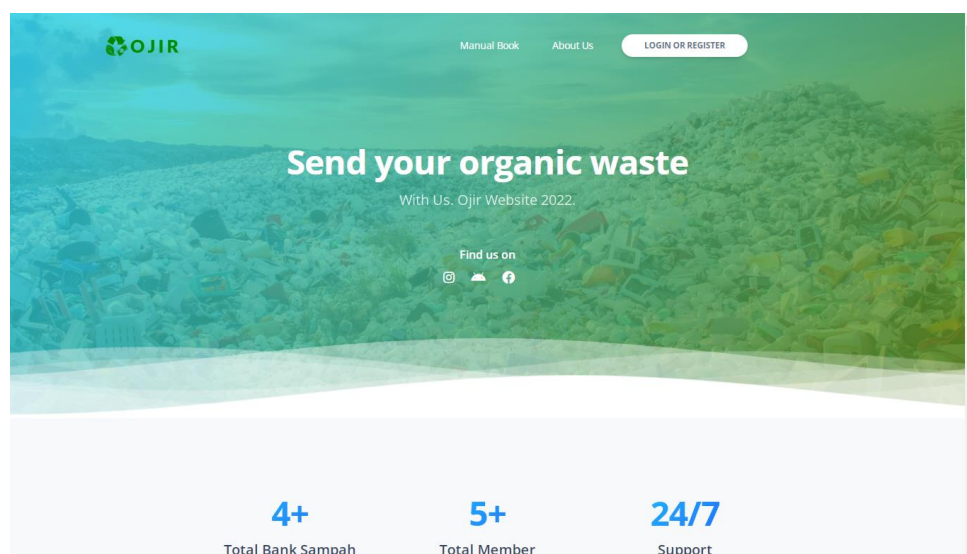 OJIR
Manual Book
About Us
LOGIN OR REGISTER
Send your organic waste
With Us. Ojir Website 2022.
Find us on
4+
5+
24/7
Total Bank Sampah
Total Member
Support